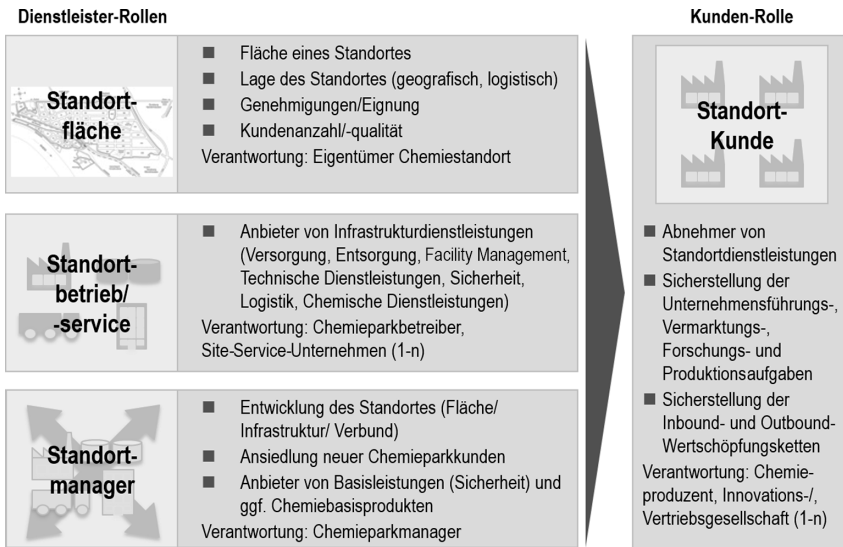 Dienstleister-Rollen
Standort-
fläche
■ Fläche eines Standortes
■ Lage des Standortes (geografisch, logistisch)
■ Genehmigungen/Eignung
■ Kundenanzahl/-qualität
Verantwortung: Eigentümer Chemiestandort
Standort-
betrieb/
-service
■ Anbieter von Infrastrukturdienstleistungen
(Versorgung, Entsorgung, Facility Management,
Technische Dienstleistungen, Sicherheit,
Logistik, Chemische Dienstleistungen)
Verantwortung: Chemieparkbetreiber,
Site-Service-Unternehmen (1-n)
Standort-
manager
■ Entwicklung des Standortes (Fläche/
Infrastruktur/ Verbund)
■ Ansiedlung neuer Chemieparkkunden
■ Anbieter von Basisleistungen (Sicherheit) und
ggf. Chemiebasisprodukten
Verantwortung: Chemieparkmanager
Kunden-Rolle
Standort-
Kunde
■ Abnehmer von
Standortdienstleistungen
■ Sicherstellung der
Unternehmensführungs-,
Vermarktungs-,
Forschungs- und
Produktionsaufgaben
■ Sicherstellung der
Inbound- und Outbound-
Wertschöpfungsketten
Verantwortung: Chemie-
produzent, Innovations-/,
Vertriebsgesellschaft (1-n)